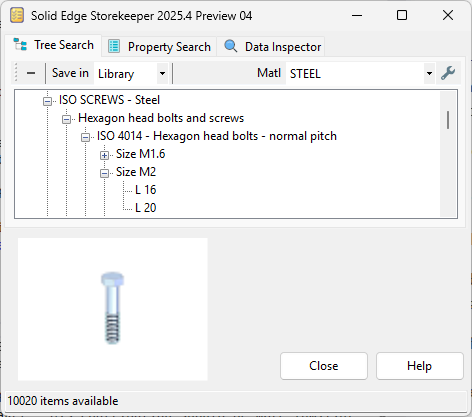 Solid Edge Storekeeper 2025.4 Preview 04
Tree Search Property Search Data Inspector
Save in Library Matl STEEL
ISO SCREWS - Steel
Hexagon head bolts and screws
ISO 4014 - Hexagon head bolts - normal pitch
Size M1.6
Size M2
L 16
L 20
Close Help
10020 items available